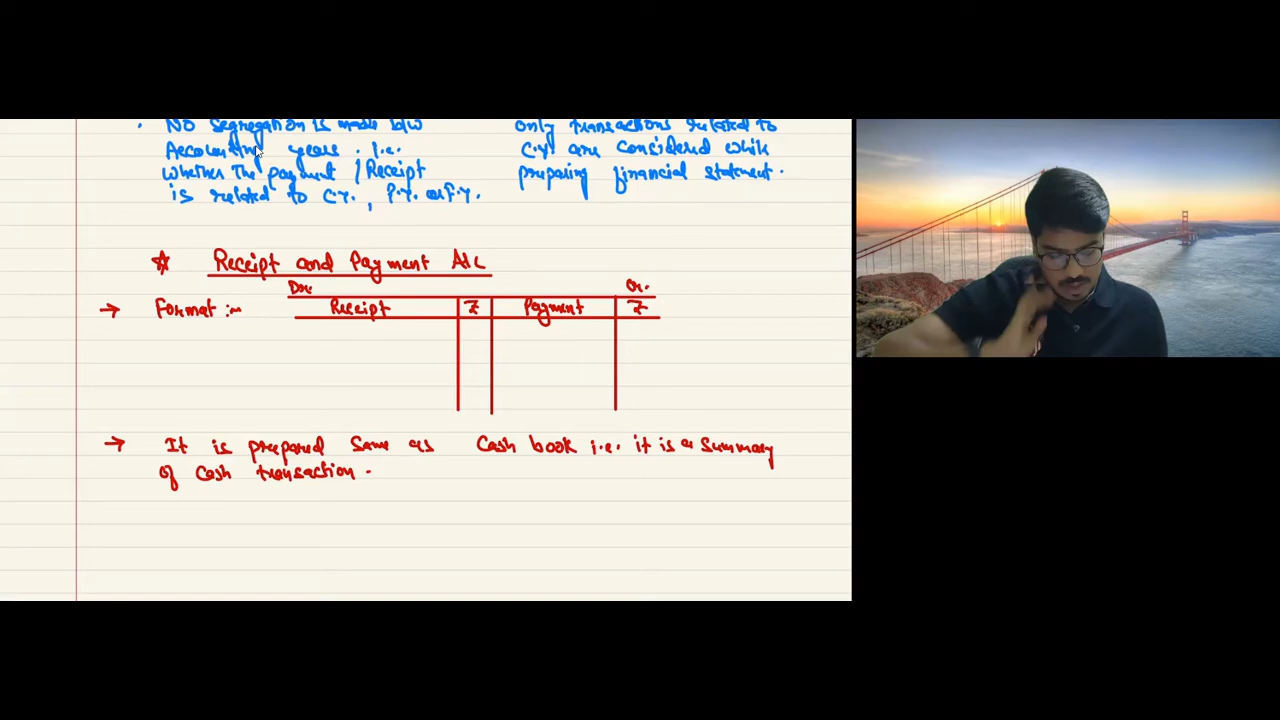 . No segregation is made b/w
Accounting years. i.e.
whether the payment / Receipt
is related to C.Y., P.Y. or F.Y.
only transactions related to
C.Y. are considered while
preparing financial statement.
☆ Receipt and Payment A/c
Dr. Cr.
→ Format :~ Receipt ₹ Payment ₹
→ It is prepared same as Cash book i.e. it is a summary
of cash transaction.